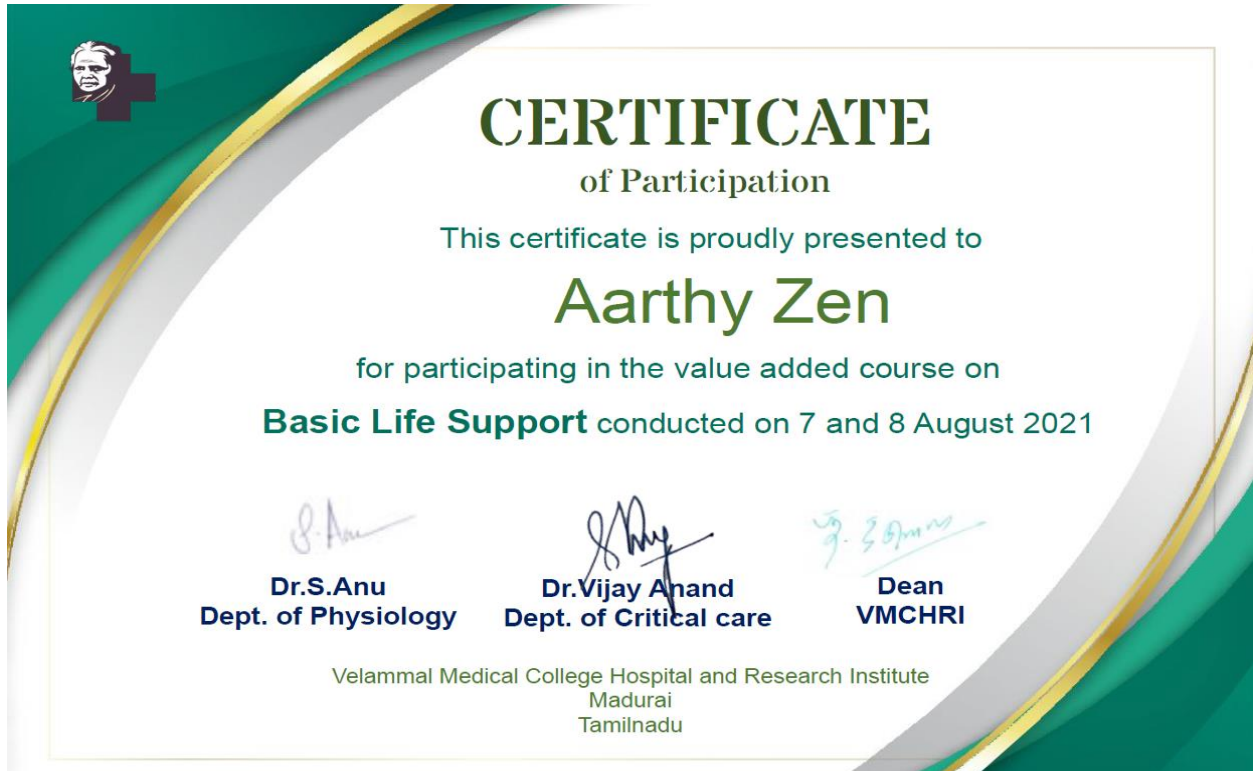 CERTIFICATE
of Participation
This certificate is proudly presented to
Aarthy Zen
for participating in the value added course on
Basic Life Support conducted on 7 and 8 August 2021
S. Anu
Dr.S.Anu
Dept. of Physiology
Dr.Vijay Anand
Dept. of Critical care
Dean
VMCHRI
Velammal Medical College Hospital and Research Institute
Madurai
Tamilnadu